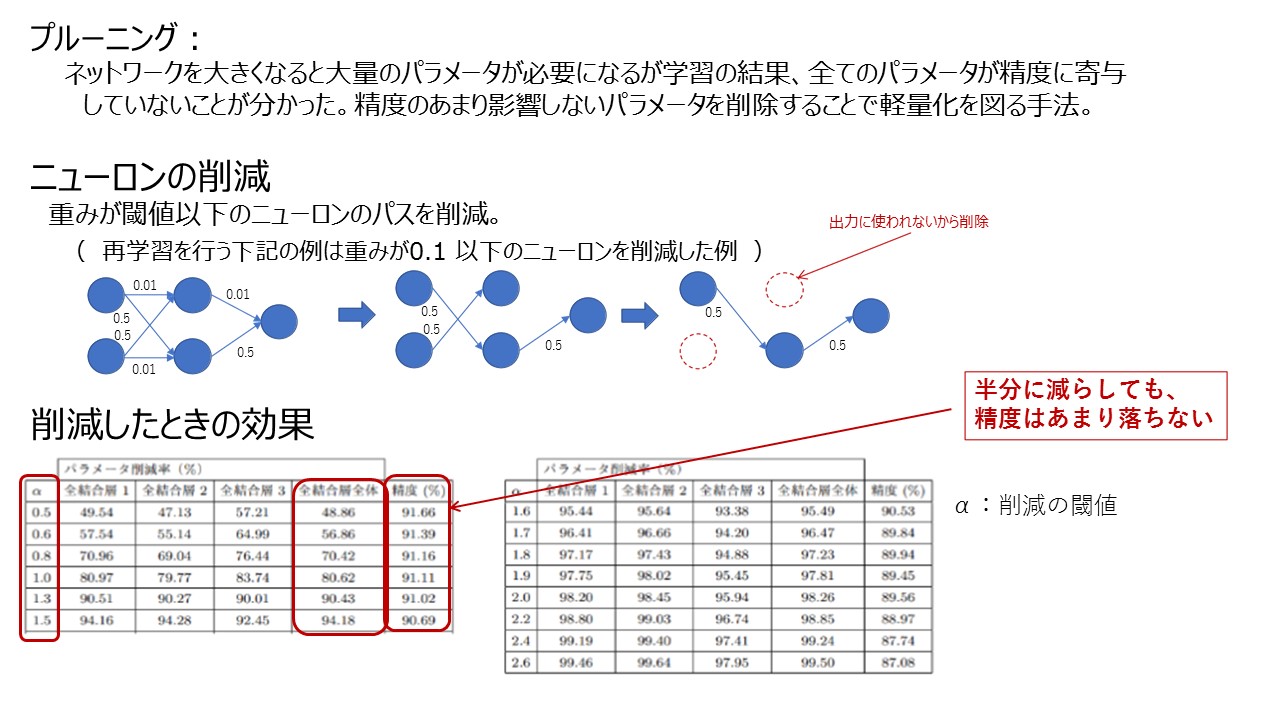 プルーニング：
ネットワークを大きくなると大量のパラメータが必要になるが学習の結果、全てのパラメータが精度に寄与
していないことが分かった。精度のあまり影響しないパラメータを削除することで軽量化を図る手法。
ニューロンの削減
重みが閾値以下のニューロンのパスを削減。
（ 再学習を行う下記の例は重みが0.1 以下のニューロンを削減した例 ）
出力に使われないから削除
0.01
0.01
0.5
0.5
0.5
0.01
0.5
0.5
0.5
0.5
0.5
半分に減らしても、
精度はあまり落ちない
削減したときの効果
パラメータ削減率（%）
α 全結合層 1 全結合層 2 全結合層 3 全結合層全体 精度 (%)
0.5 49.54 47.13 57.21 48.86 91.66
0.6 57.54 55.14 64.99 56.86 91.39
0.8 70.96 69.04 76.44 70.42 91.16
1.0 80.97 79.77 83.74 80.62 91.11
1.3 90.51 90.27 90.01 90.43 91.02
1.5 94.16 94.28 92.45 94.18 90.69
パラメータ削減率（%）
α 全結合層 1 全結合層 2 全結合層 3 全結合層全体 精度 (%)
1.6 95.44 95.64 93.38 95.49 90.53
1.7 96.41 96.66 94.20 96.47 89.84
1.8 97.17 97.43 94.88 97.23 89.94
1.9 97.75 98.02 95.45 97.81 89.45
2.0 98.20 98.45 95.94 98.26 89.56
2.2 98.80 99.03 96.74 98.85 88.97
2.4 99.19 99.40 97.41 99.24 87.74
2.6 99.46 99.64 97.95 99.50 87.08
α：削減の閾値